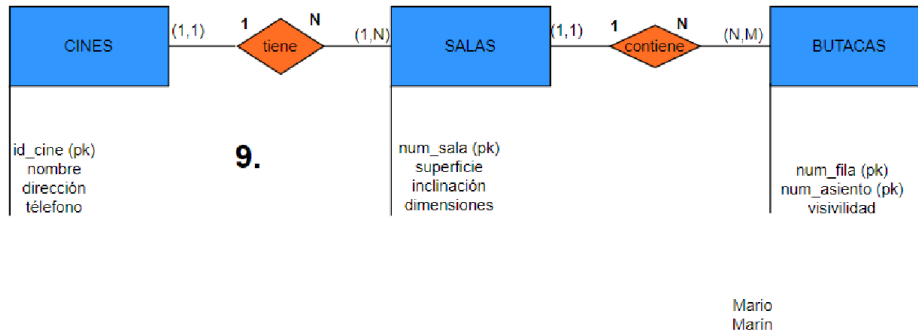 CINES
(1,1)
1
tiene
N
(1,N)
SALAS
(1,1)
1
contiene
N
(N,M)
BUTACAS
id_cine (pk)
nombre
dirección
télefono
9.
num_sala (pk)
superficie
inclinación
dimensiones
num_fila (pk)
num_asiento (pk)
visivilidad
Mario
Marin